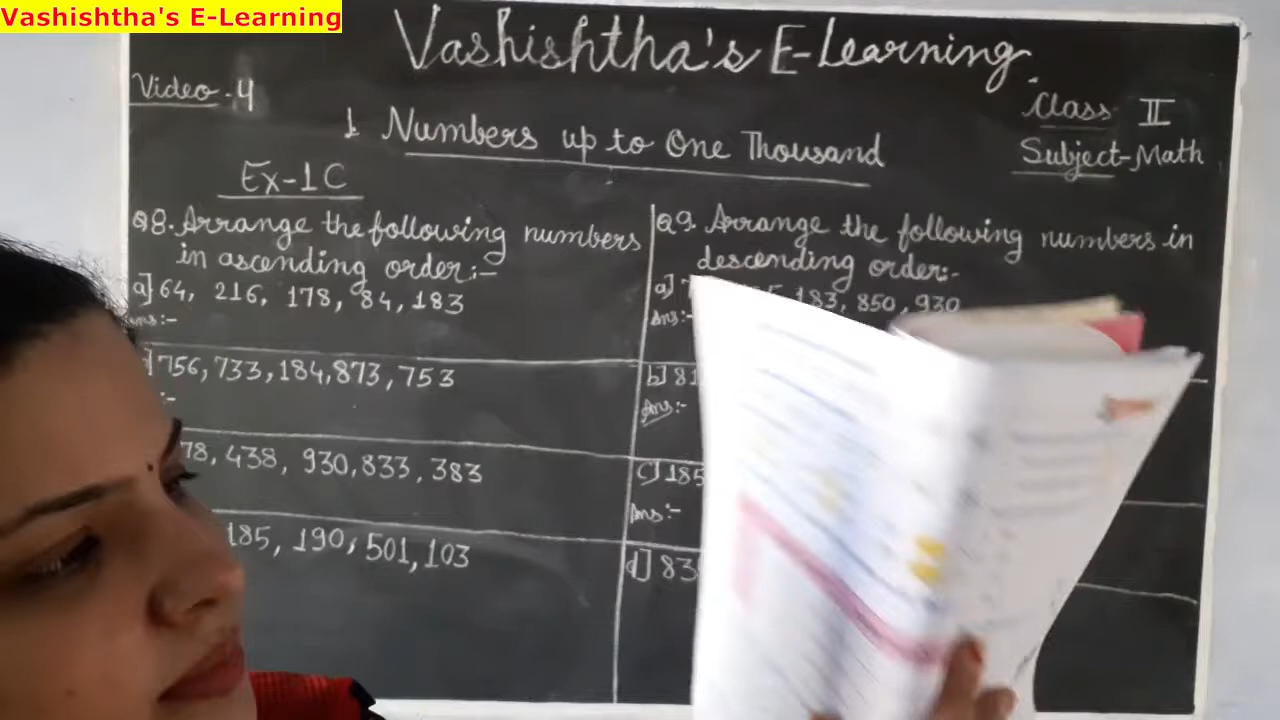 Vashishtha's E-Learning
Vashishtha's E-Learning.
Video-4
Class II
1. Numbers up to One Thousand
Subject-Math
Ex-1C
Q8. Arrange the following numbers
in ascending order:-
a] 64, 216, 178, 84, 183
Ans:-
756, 733, 184, 873, 753
:-
78, 438, 930, 833, 383
185, 190, 501, 103
Q9. Arrange the following numbers in
descending order:-
a] 183, 850, 930
Ans:-
b] 81
Ans:-
c] 185
Ans:-
d] 83